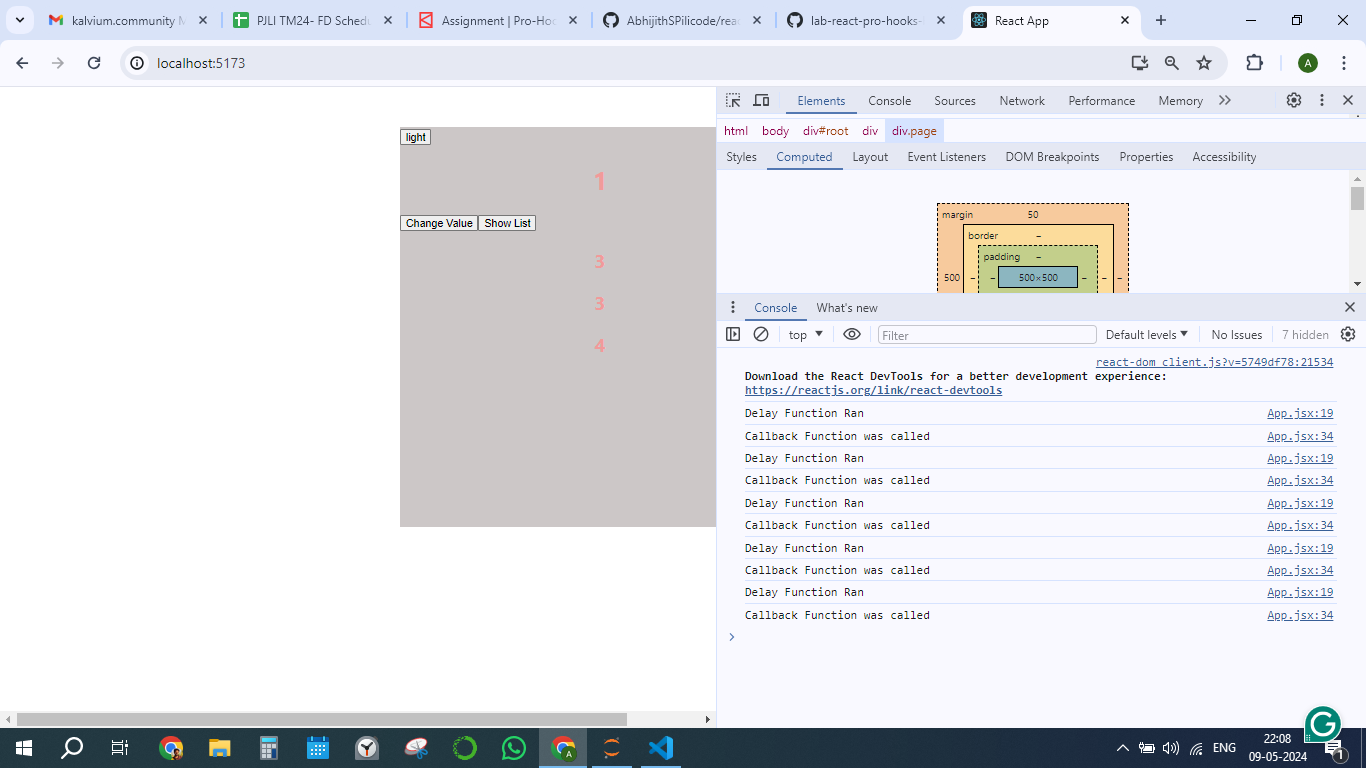 kalvium.community M
PJLI TM24- FD Schedu
Assignment | Pro-Hoo
AbhijithSPilicode/rea
lab-react-pro-hooks-
React App
localhost:5173
A
Elements Console Sources Network Performance Memory
html body div#root div div.page
Styles Computed Layout Event Listeners DOM Breakpoints Properties Accessibility
margin 50
border –
padding –
500 – – 500×500 – – –
light
1
Change Value Show List
3
3
4
Console What's new
top Filter Default levels No Issues 7 hidden
react-dom_client.js?v=5749df78:21534
Download the React DevTools for a better development experience:
https://reactjs.org/link/react-devtools
Delay Function Ran App.jsx:19
Callback Function was called App.jsx:34
Delay Function Ran App.jsx:19
Callback Function was called App.jsx:34
Delay Function Ran App.jsx:19
Callback Function was called App.jsx:34
Delay Function Ran App.jsx:19
Callback Function was called App.jsx:34
Delay Function Ran App.jsx:19
Callback Function was called App.jsx:34
ENG
22:08
09-05-2024
1